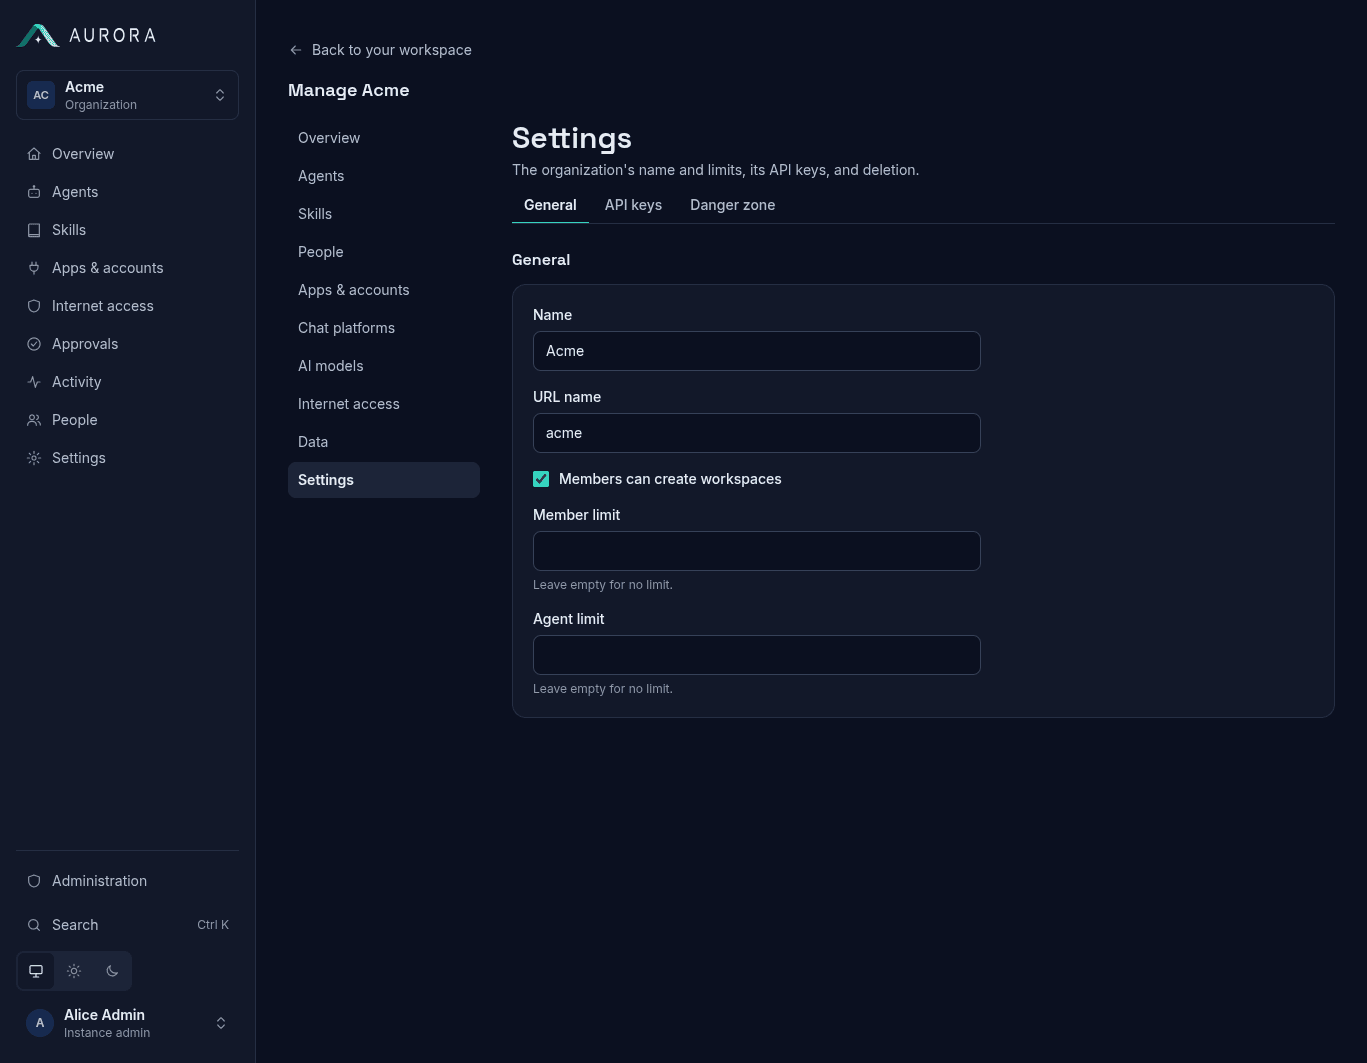 AURORA
AC
Acme
Organization
Overview
Agents
Skills
Apps & accounts
Internet access
Approvals
Activity
People
Settings
Administration
Search
Ctrl K
A
Alice Admin
Instance admin
Back to your workspace
Manage Acme
Overview
Agents
Skills
People
Apps & accounts
Chat platforms
AI models
Internet access
Data
Settings
Settings
The organization's name and limits, its API keys, and deletion.
General
API keys
Danger zone
General
Name
Acme
URL name
acme
Members can create workspaces
Member limit
Leave empty for no limit.
Agent limit
Leave empty for no limit.